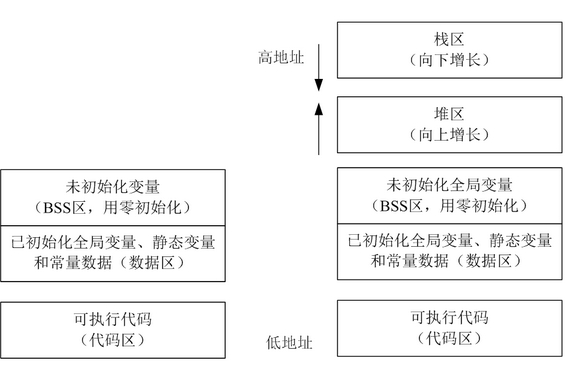 高地址
栈区
（向下增长）
堆区
（向上增长）
未初始化变量
（BSS区，用零初始化）
已初始化全局变量、静态变量
和常量数据（数据区）
可执行代码
（代码区）
未初始化全局变量
（BSS区，用零初始化）
已初始化全局变量、静态变量
和常量数据（数据区）
低地址
可执行代码
（代码区）